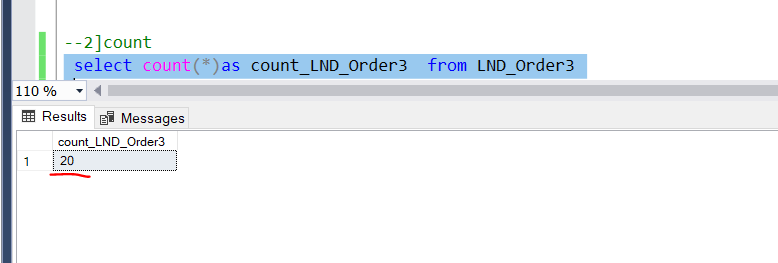 --2]count
select count(*)as count_LND_Order3  from LND_Order3
110 %
Results Messages
count_LND_Order3
1 20